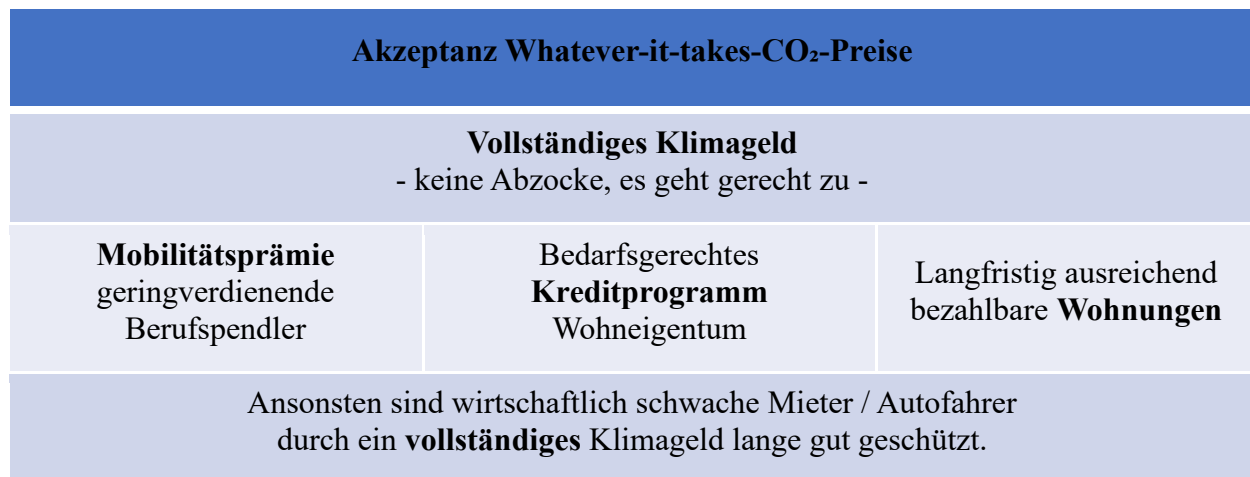 Akzeptanz Whatever-it-takes-CO₂-Preise
Vollständiges Klimageld
- keine Abzocke, es geht gerecht zu -
Mobilitätsprämie
geringverdienende
Berufspendler
Bedarfsgerechtes
Kreditprogramm
Wohneigentum
Langfristig ausreichend
bezahlbare Wohnungen
Ansonsten sind wirtschaftlich schwache Mieter / Autofahrer
durch ein vollständiges Klimageld lange gut geschützt.